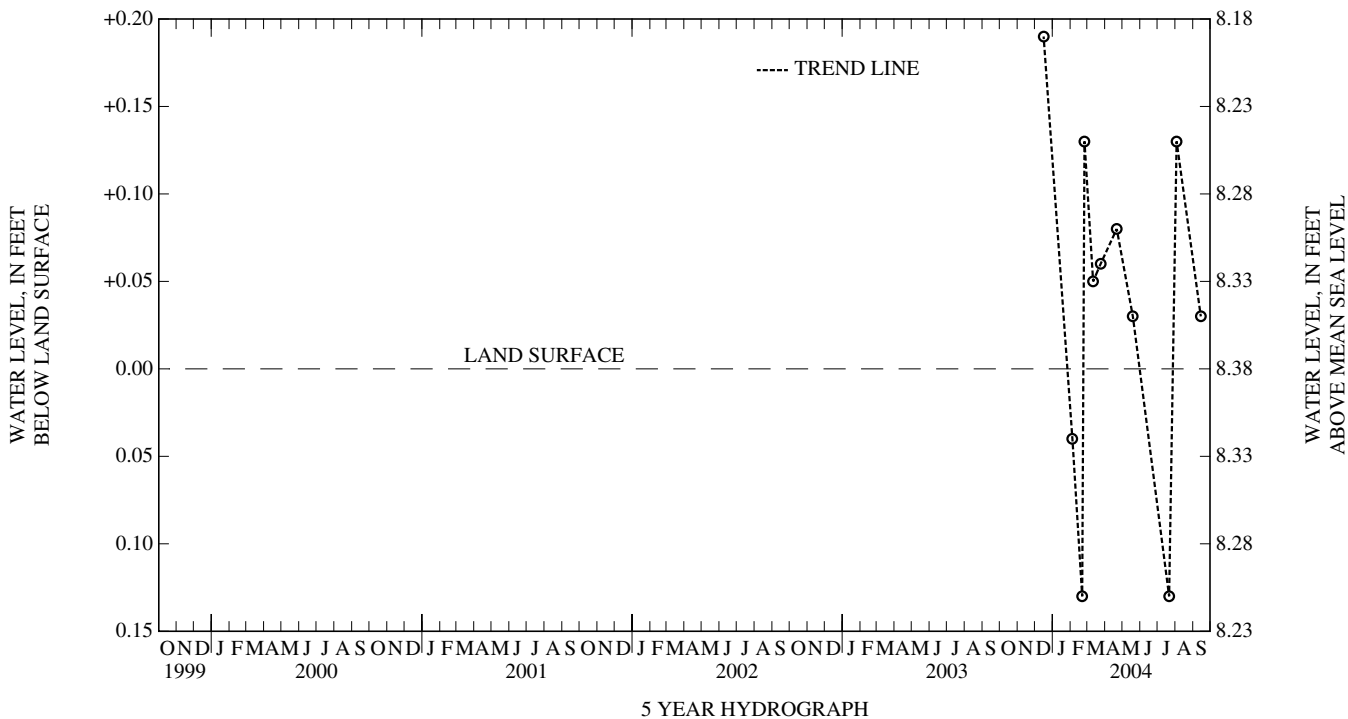 +0.20
+0.15
+0.10
+0.05
0.00
0.05
0.10
0.15
WATER LEVEL, IN FEET
BELOW LAND SURFACE
TREND LINE
LAND SURFACE
8.18
8.23
8.28
8.33
8.38
8.33
8.28
8.23
WATER LEVEL, IN FEET
ABOVE MEAN SEA LEVEL
O N D J F M A M J J A S O N D J F M A M J J A S O N D J F M A M J J A S O N D J F M A M J J A S O N D J F M A M J J A S
1999 2000 2001 2002 2003 2004
5 YEAR HYDROGRAPH